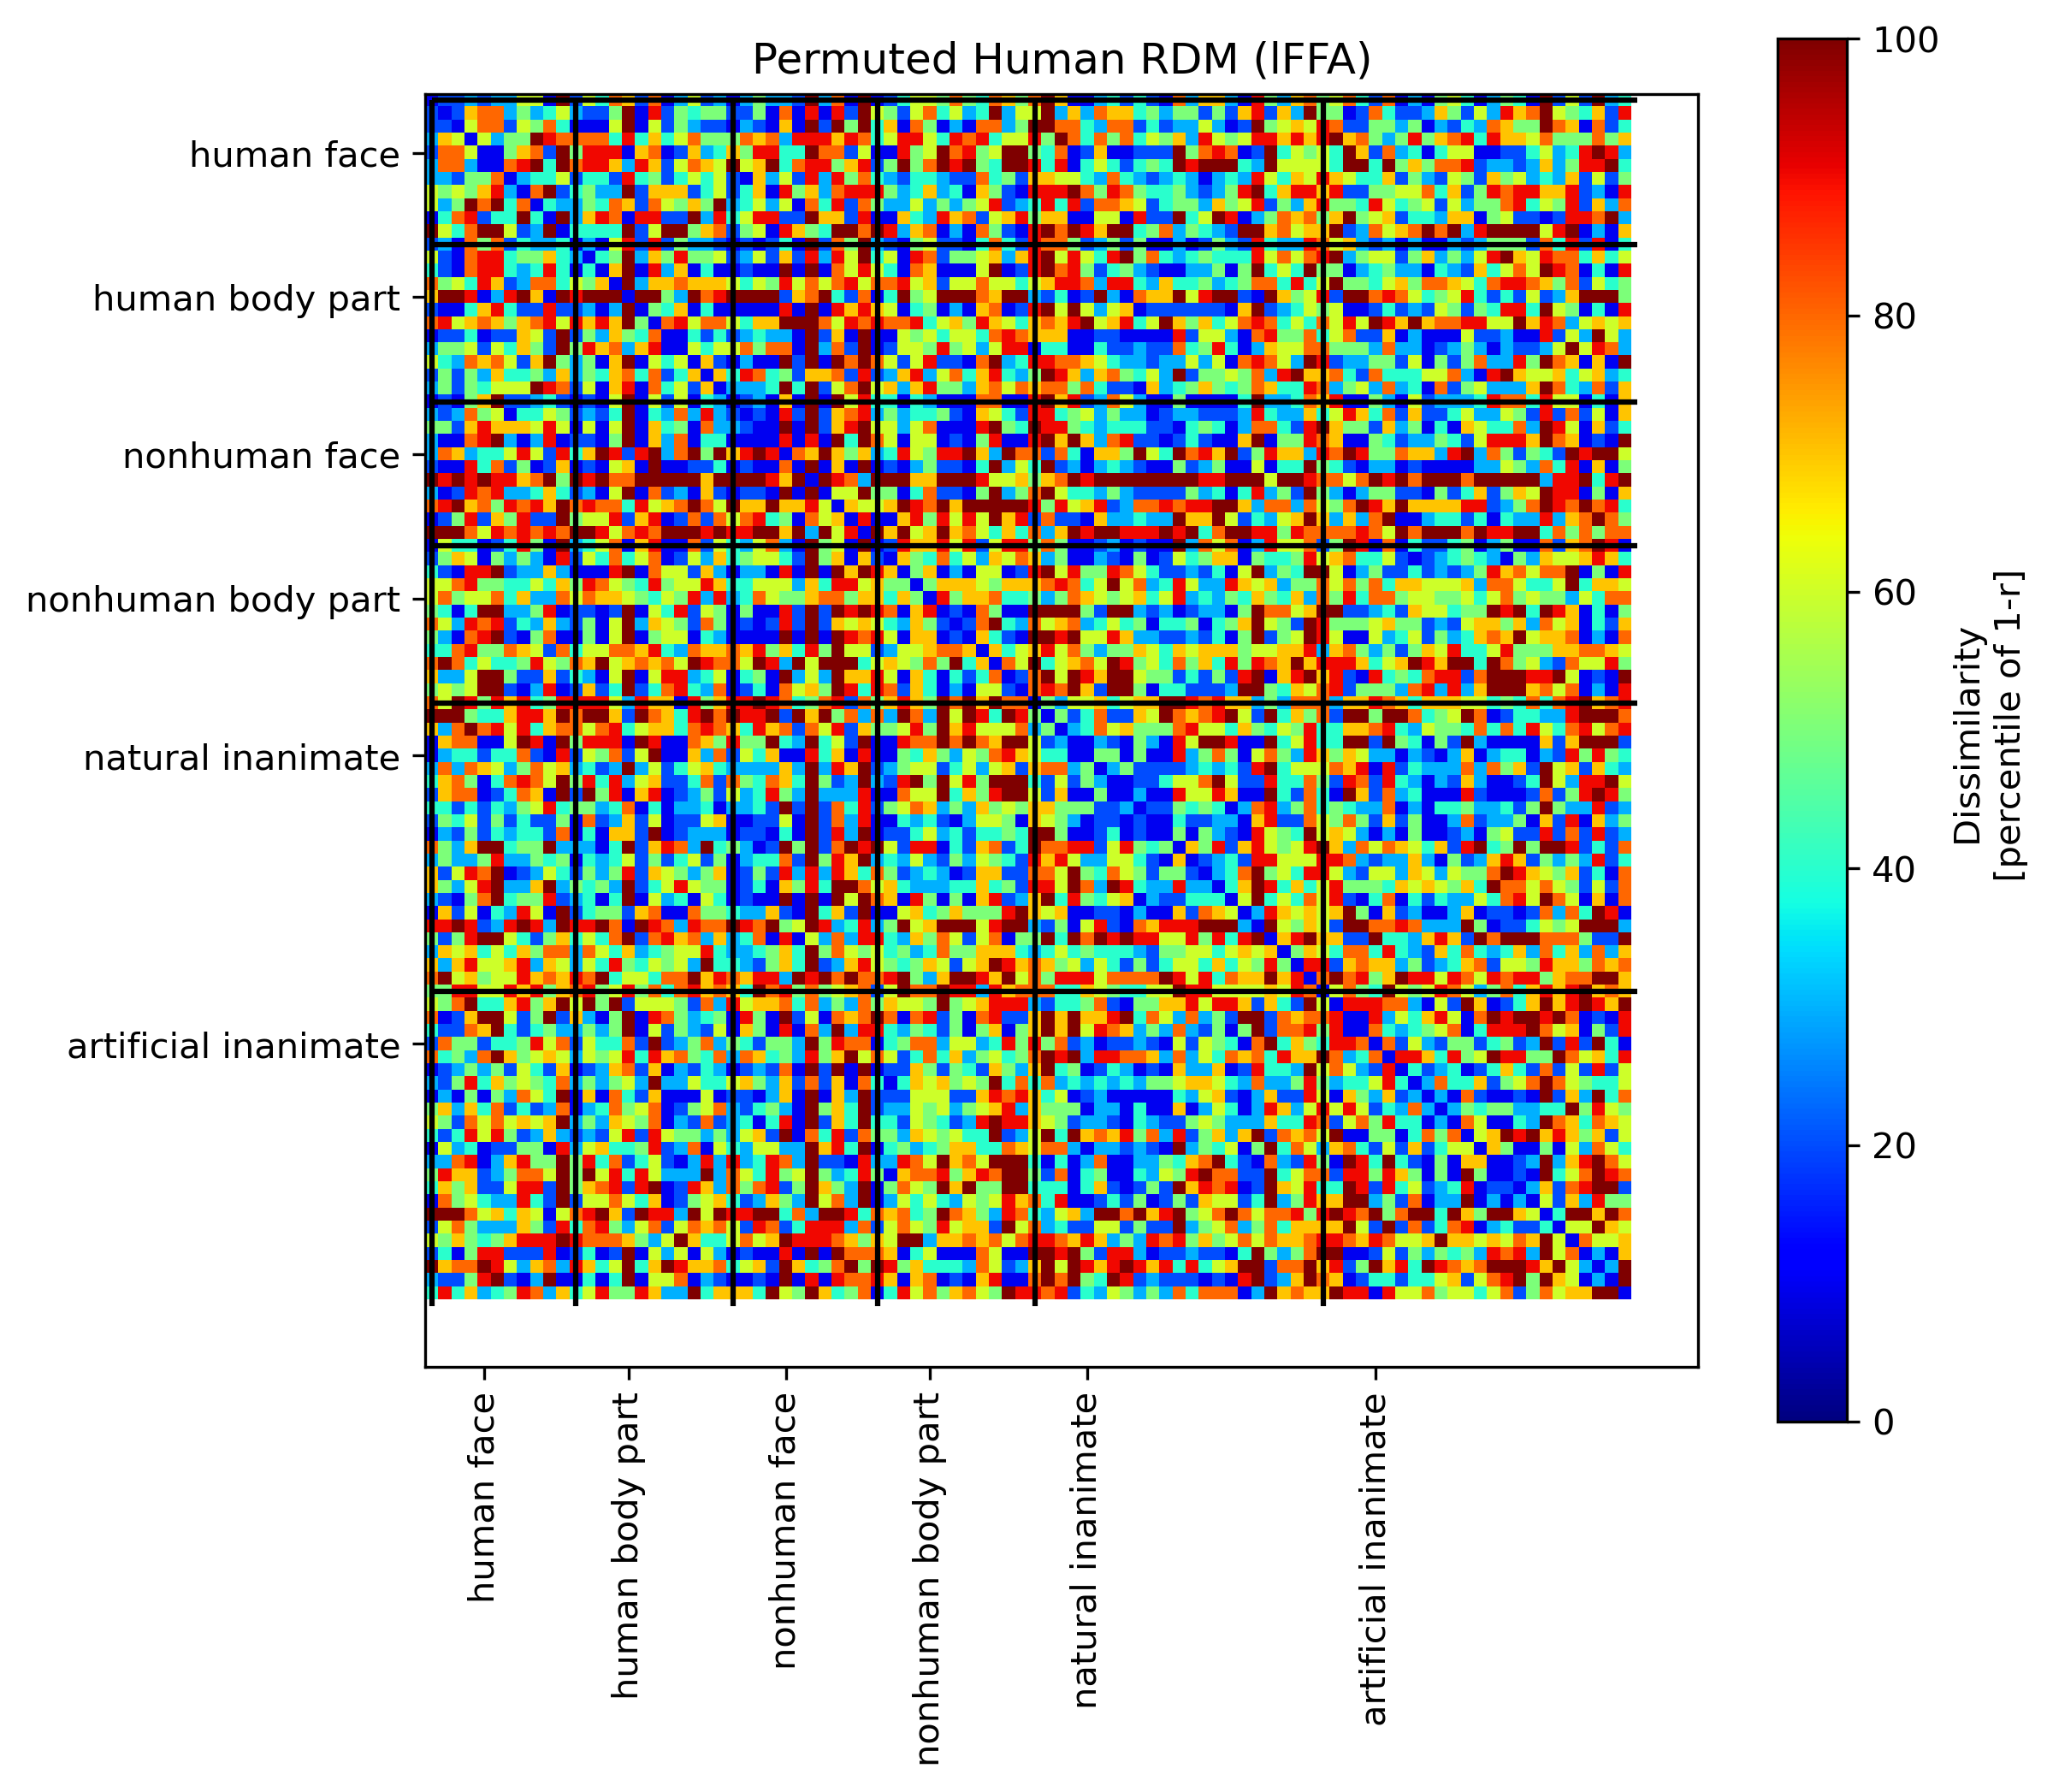 Permuted Human RDM (lFFA)
human face
human body part
nonhuman face
nonhuman body part
natural inanimate
artificial inanimate
human face
human body part
nonhuman face
nonhuman body part
natural inanimate
artificial inanimate
100
80
60
40
20
0
Dissimilarity
[percentile of 1-r]